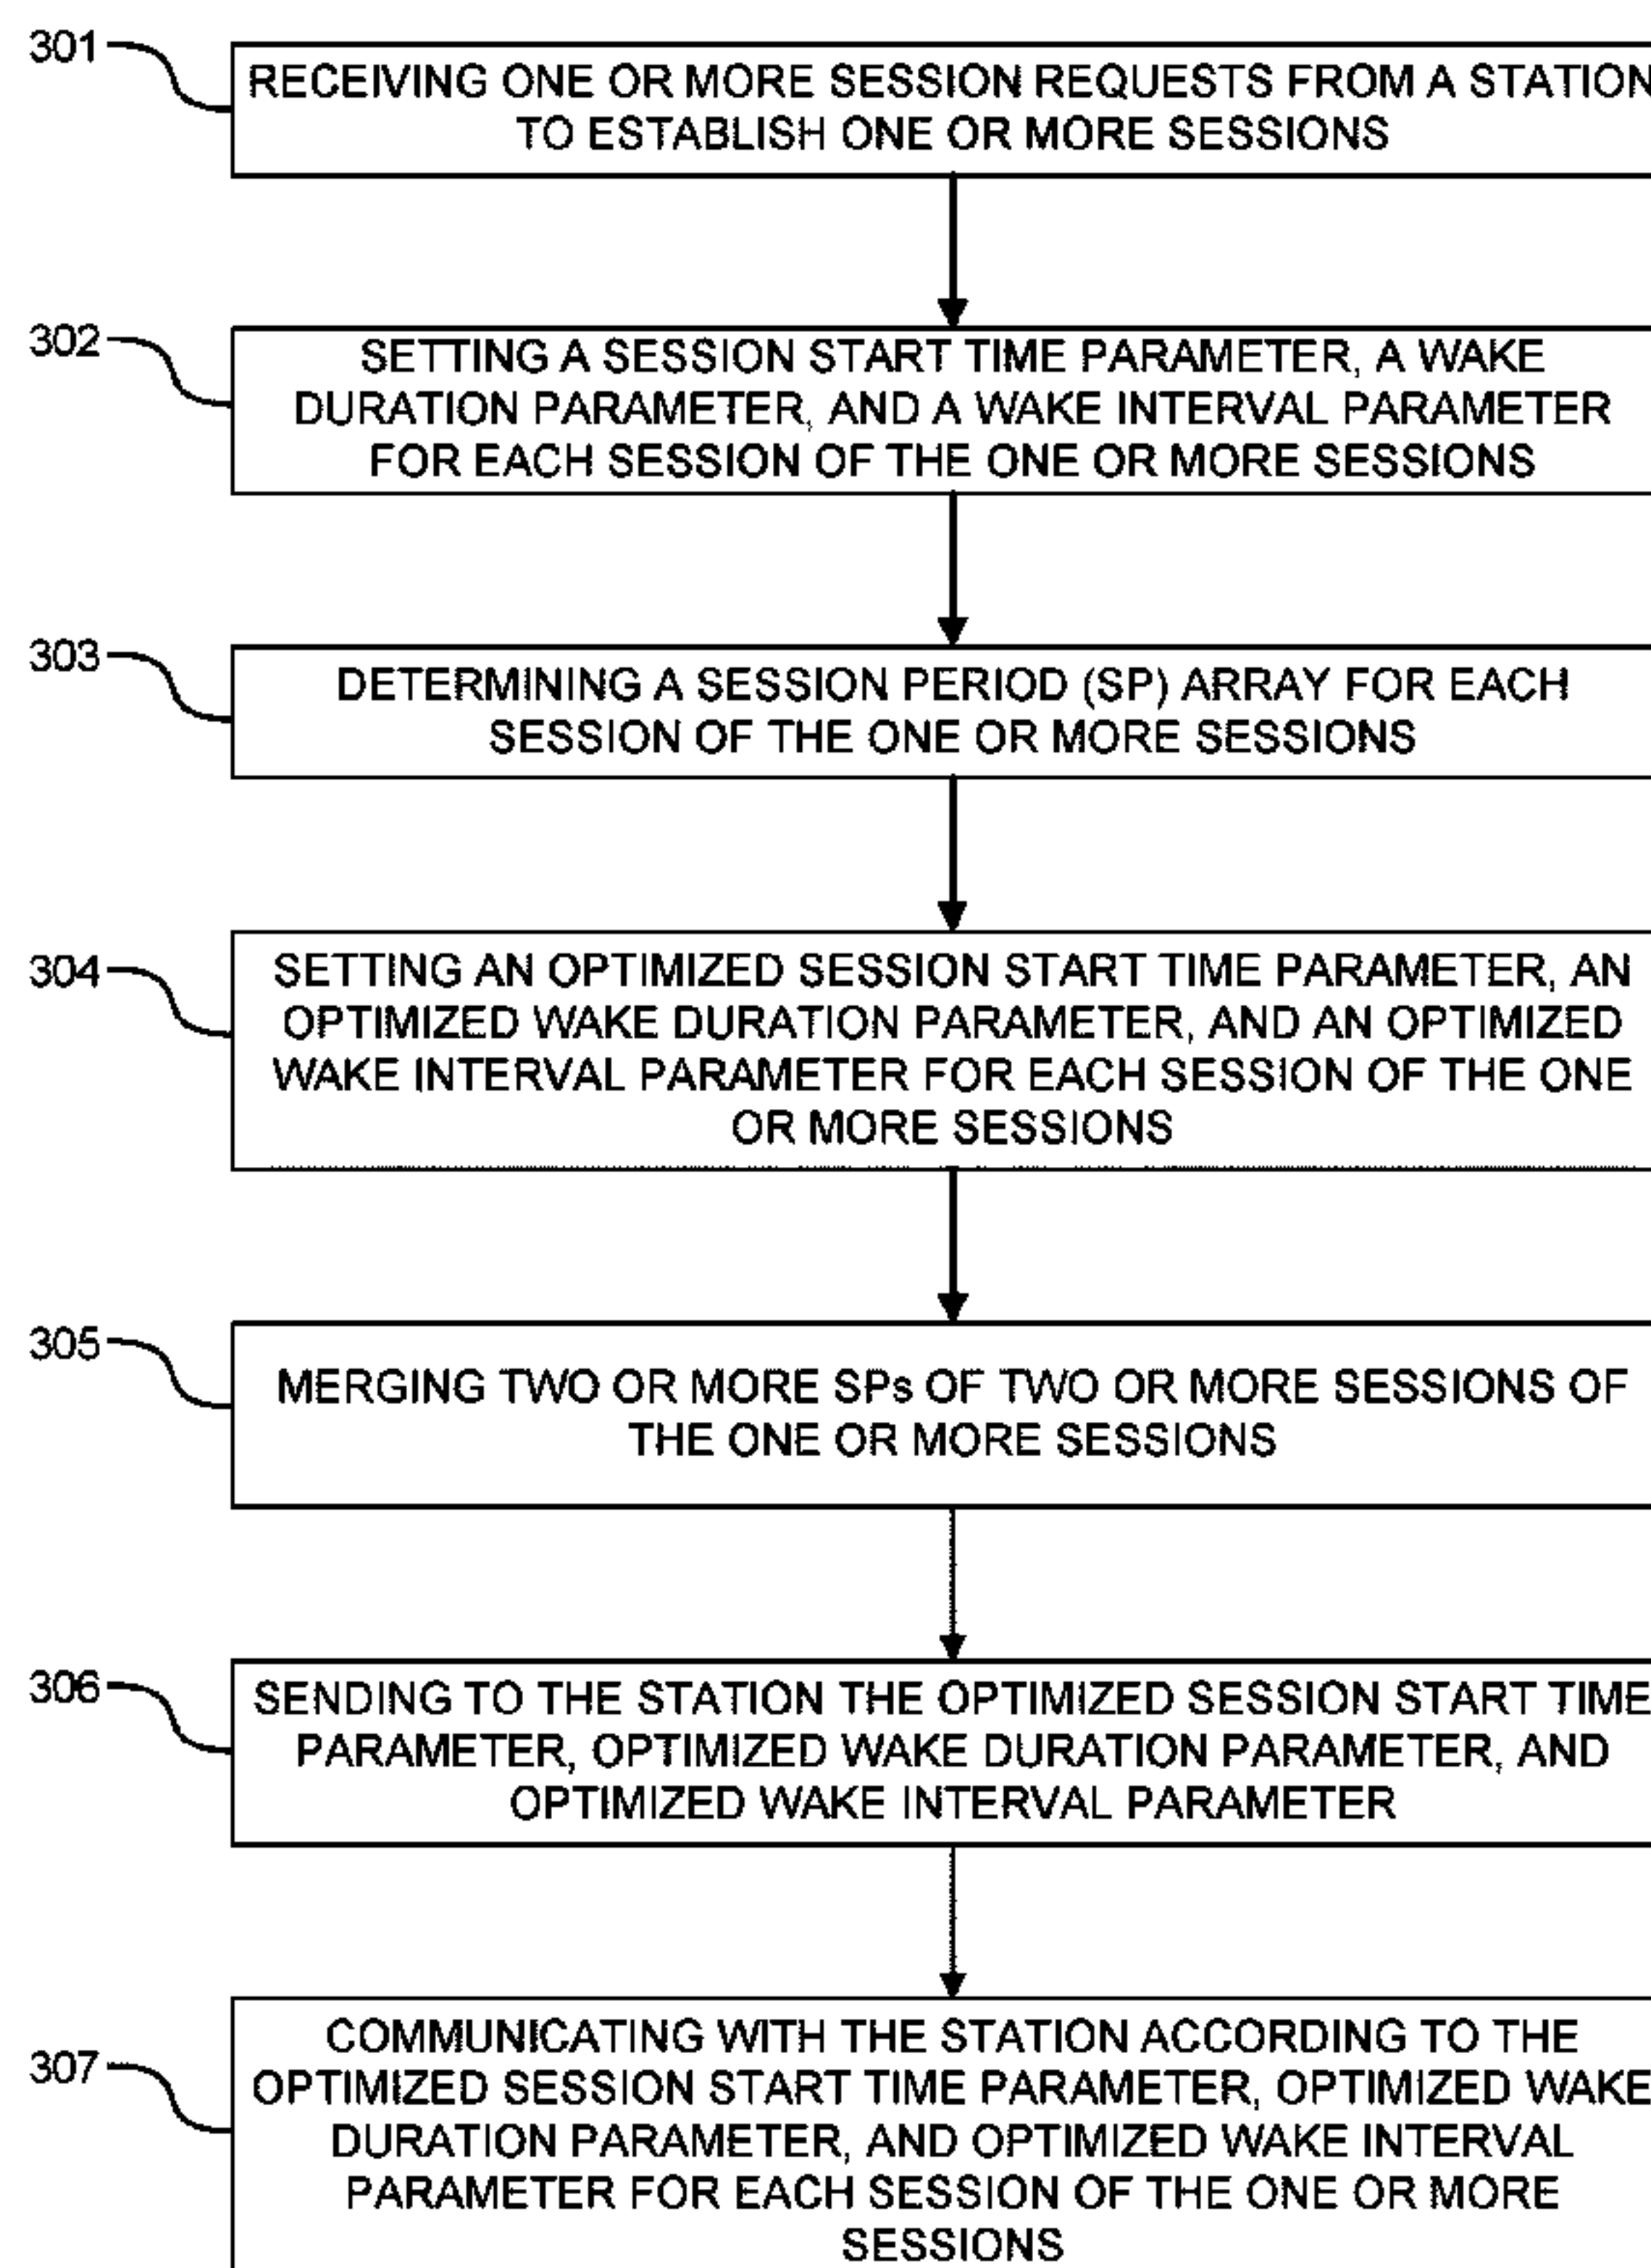 301
RECEIVING ONE OR MORE SESSION REQUESTS FROM A STATION
TO ESTABLISH ONE OR MORE SESSIONS
302
SETTING A SESSION START TIME PARAMETER, A WAKE
DURATION PARAMETER, AND A WAKE INTERVAL PARAMETER
FOR EACH SESSION OF THE ONE OR MORE SESSIONS
303
DETERMINING A SESSION PERIOD (SP) ARRAY FOR EACH
SESSION OF THE ONE OR MORE SESSIONS
304
SETTING AN OPTIMIZED SESSION START TIME PARAMETER, AN
OPTIMIZED WAKE DURATION PARAMETER, AND AN OPTIMIZED
WAKE INTERVAL PARAMETER FOR EACH SESSION OF THE ONE
OR MORE SESSIONS
305
MERGING TWO OR MORE SPs OF TWO OR MORE SESSIONS OF
THE ONE OR MORE SESSIONS
306
SENDING TO THE STATION THE OPTIMIZED SESSION START TIME
PARAMETER, OPTIMIZED WAKE DURATION PARAMETER, AND
OPTIMIZED WAKE INTERVAL PARAMETER
307
COMMUNICATING WITH THE STATION ACCORDING TO THE
OPTIMIZED SESSION START TIME PARAMETER, OPTIMIZED WAKE
DURATION PARAMETER, AND OPTIMIZED WAKE INTERVAL
PARAMETER FOR EACH SESSION OF THE ONE OR MORE
SESSIONS